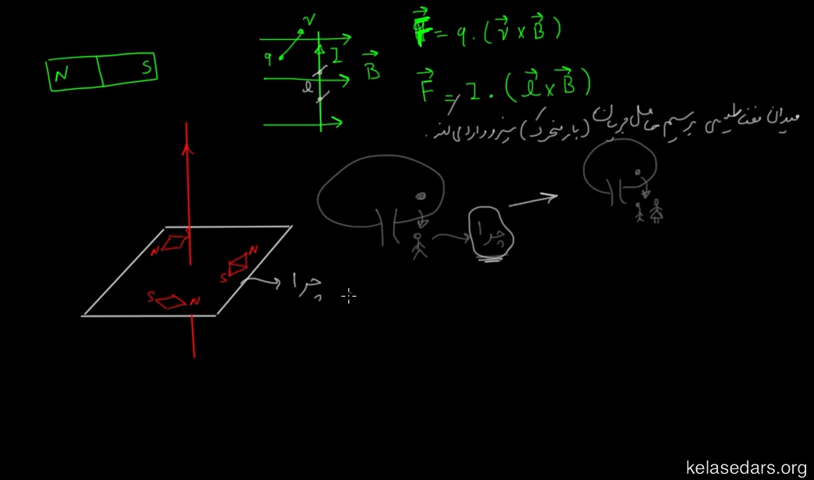 N S
v
q I B⃗
l
F⃗ = q . (v⃗ × B⃗)
F⃗ = I . (l⃗ × B⃗)
میدان مغناطیسی بر سیم حامل جریان (بار متحرک) نیرو وارد می کند.
چرا
N
N
S
S N
چرا
kelasedars.org